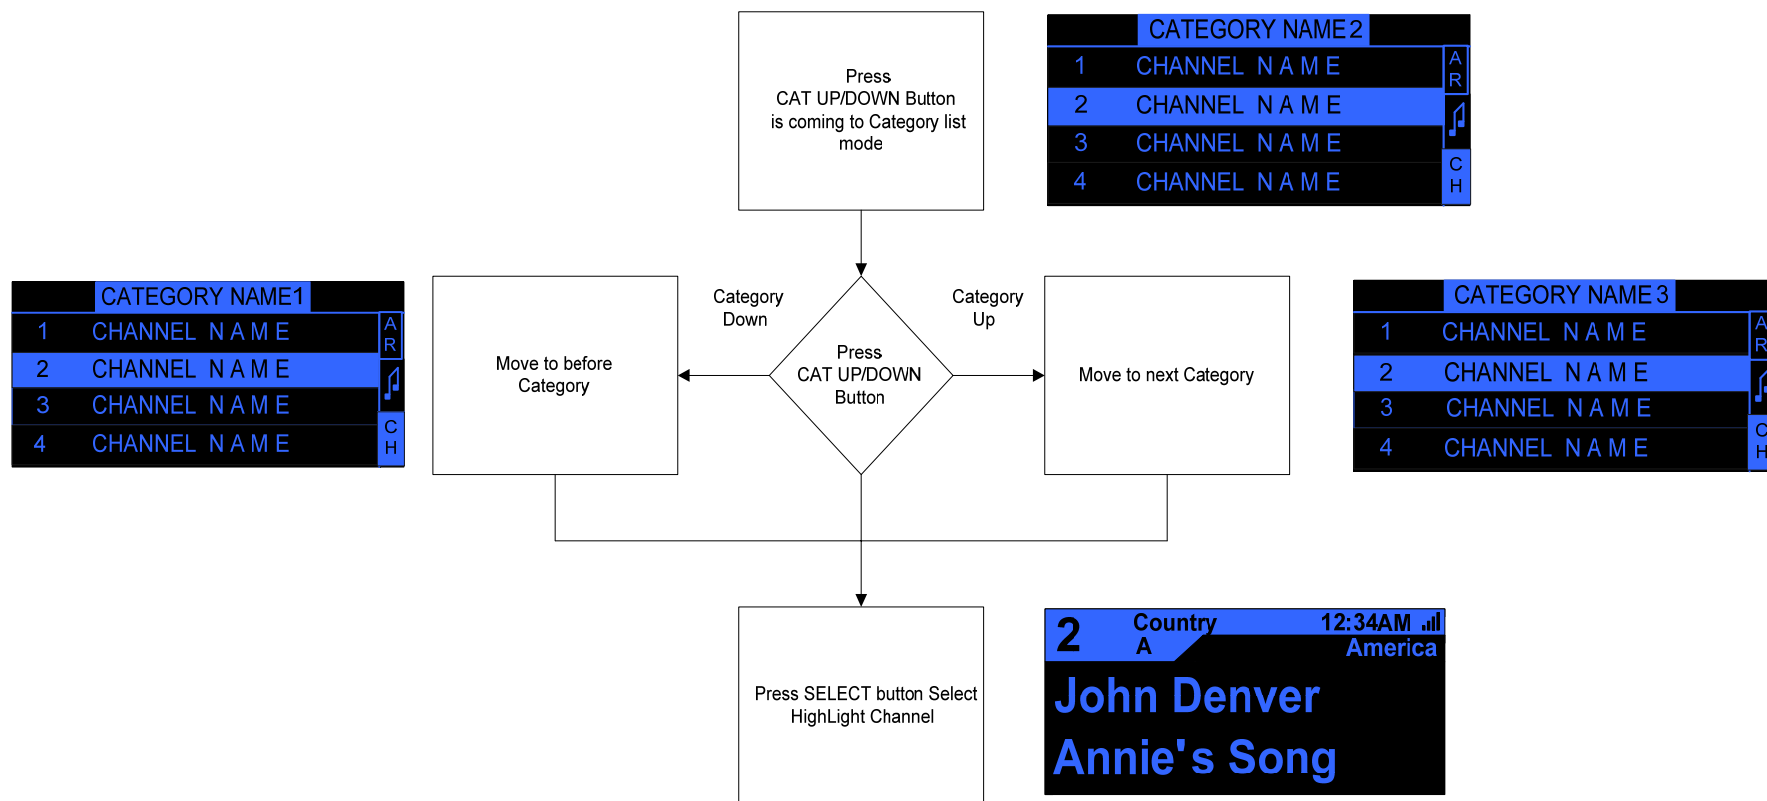 Press
CAT UP/DOWN Button
is coming to Category list
mode
CATEGORY NAME2
1 CHANNEL N A M E
2 CHANNEL N A M E
3 CHANNEL N A M E
4 CHANNEL N A M E
A
R
C
H
CATEGORY NAME1
1 CHANNEL N A M E
2 CHANNEL N A M E
3 CHANNEL N A M E
4 CHANNEL N A M E
A
R
C
H
Move to before
Category
Category
Down
Press
CAT UP/DOWN
Button
Category
Up
Move to next Category
CATEGORY NAME3
1 CHANNEL N A M E
2 CHANNEL N A M E
3 CHANNEL N A M E
4 CHANNEL N A M E
A
R
C
H
Press SELECT button Select
HighLight Channel
2 Country 12:34AM
A America
John Denver
Annie's Song